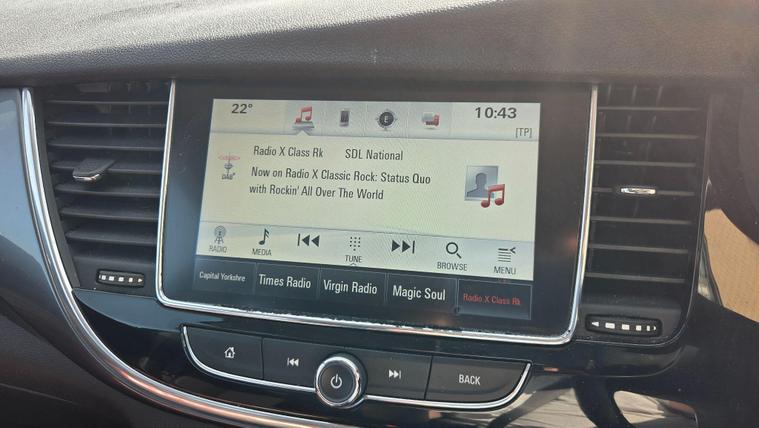 22°
10:43
[TP]
E
Radio X Class Rk SDL National
DAB+
Now on Radio X Classic Rock: Status Quo
with Rockin' All Over The World
RADIO
MEDIA
TUNE
BROWSE
MENU
Capital Yorkshire
Times Radio
Virgin Radio
Magic Soul
Radio X Class Rk
BACK